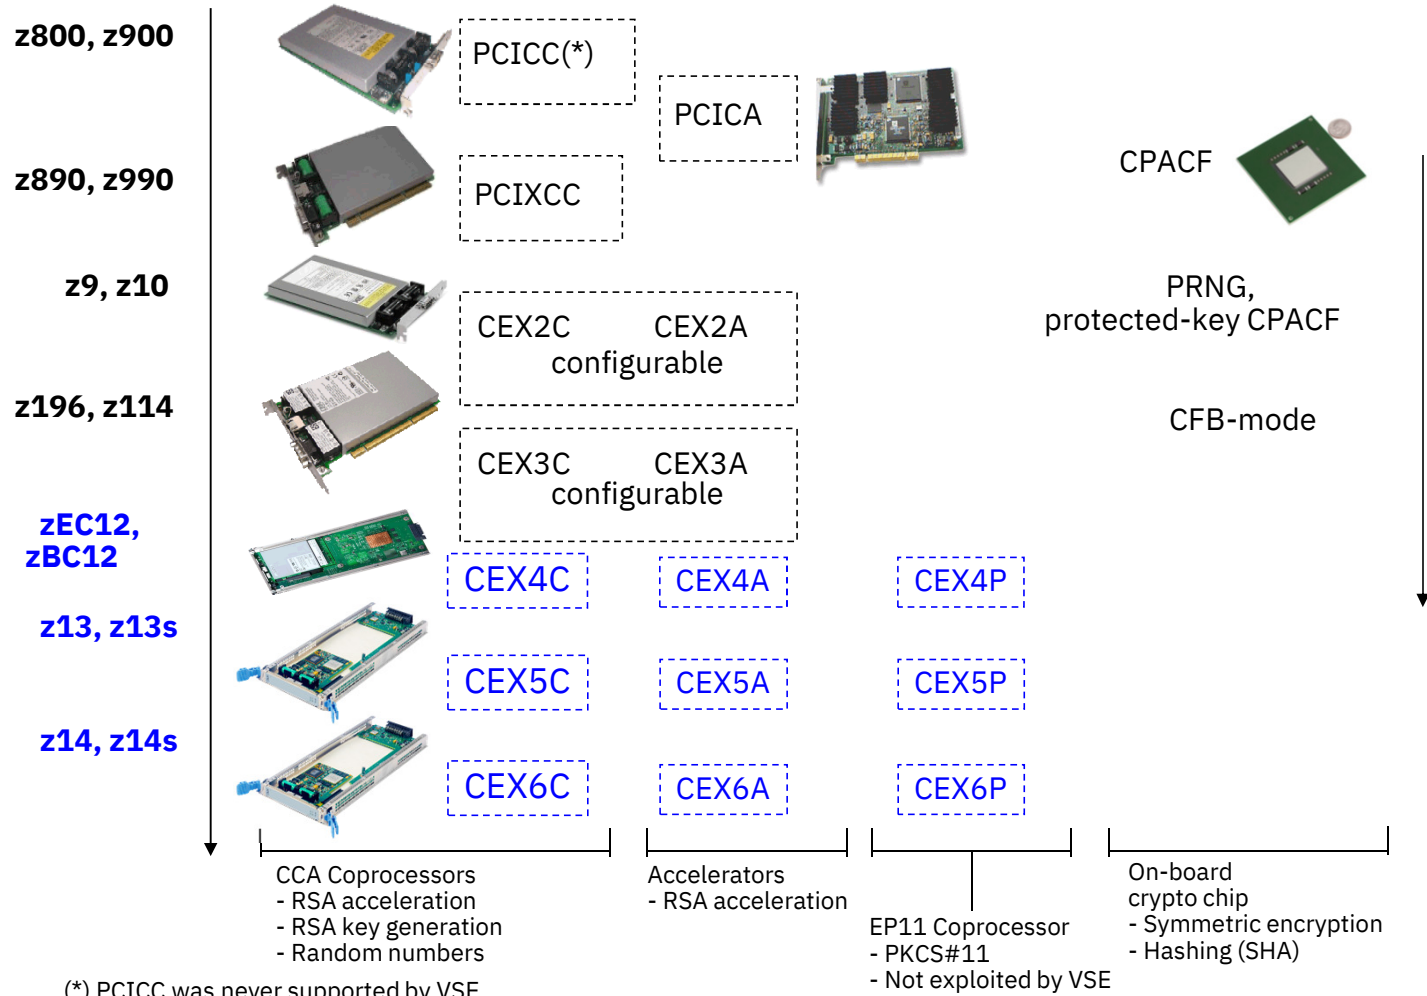 z800, z900
PCICC(*)
PCICA
CPACF
z890, z990
PCIXCC
z9, z10
PRNG,
protected-key CPACF
CEX2C CEX2A
configurable
z196, z114
CFB-mode
CEX3C CEX3A
configurable
zEC12,
zBC12
CEX4C CEX4A CEX4P
z13, z13s
CEX5C CEX5A CEX5P
z14, z14s
CEX6C CEX6A CEX6P
CCA Coprocessors
- RSA acceleration
- RSA key generation
- Random numbers
Accelerators
- RSA acceleration
EP11 Coprocessor
- PKCS#11
- Not exploited by VSE
On-board
crypto chip
- Symmetric encryption
- Hashing (SHA)
(*) PCICC was never supported by VSE